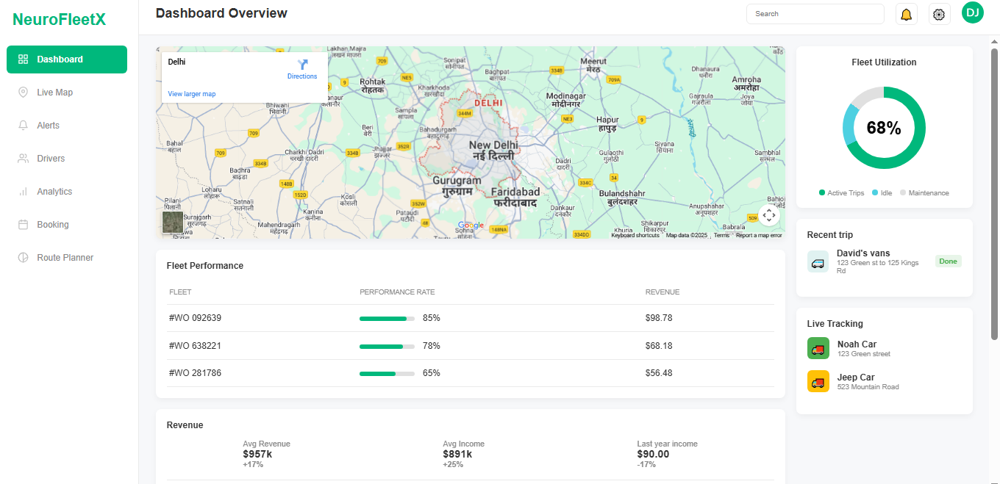 NeuroFleetX
Dashboard
Live Map
Alerts
Drivers
Analytics
Booking
Route Planner
Dashboard Overview
Search
DJ
Delhi
Directions
View larger map
Lakhan Majra
लखन माजरा
709
NE5
9
Sonipat
सोनीपत
Baghpat
बागपत
334B
Meerut
मेरठ
709A
Dhanaura
धनौरा
Amroha
अमरोहा
Rohtak
रोहतक
Kharkhoda
खरखौदा
DELHI
Modinagar
मोदीनगर
Gajraula
गजरौला
Joya
जोया
Bhiwani
भिवानी
Sampla
सापला
344M
NE3
Hapur
हापुड़
9
Beri
बेरी
Bahadurgarh
बहादुरगढ़
709
Bahal
बहाल
709
334B
Charkhi Dadri
चरखी दादरी
334B
Jhajjar
झज्जर
352R
New Delhi
नई दिल्ली
Dadri
दादरी
Gulaothi
गुलोठी
Siyana
सियाना
Sambhal
सम्भल
Badhra
बाढड़ा
148B
152D
Gurugram
गुरुग्राम
Faridabad
फरीदाबाद
334C
34
Bulandshahr
बुलंदशहर
Loharu
लोहारू
Kosli
कोसली
352W
Dankaur
दनकौर
Anupshahar
अनूपशहर
Pilani
पिलानी
Satnali
सतनाली
Kanina
कनीना
Pataudi
पटौदी
48
509
Surajgarh
सूरजगढ़
Mahendragarh
महेंद्रगढ़
Google
Sohna
148NA
334DD
Khurja
Shikarpur
शिकारपुर
Babrala
Keyboard shortcuts
Map data ©2025
Terms
Report a map error
Fleet Performance
FLEET PERFORMANCE RATE REVENUE
#WO 092639 85% $98.78
#WO 638221 78% $68.18
#WO 281786 65% $56.48
Revenue
Avg Revenue
$957k
+17%
Avg Income
$891k
+25%
Last year income
$90.00
-17%
Fleet Utilization
68%
Active Trips Idle Maintenance
Recent trip
David's vans
123 Green st to 125 Kings
Rd
Done
Live Tracking
Noah Car
123 Green street
Jeep Car
523 Mountain Road